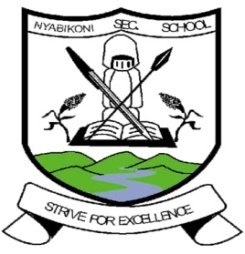 NYABIKONI SEC. SCHOOL
STRIVE FOR EXCELLENCE